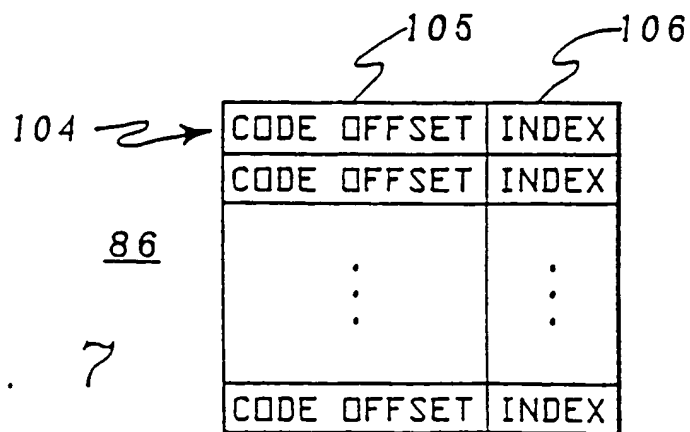 105 106
104 CODE OFFSET INDEX
CODE OFFSET INDEX
86
. 7
CODE OFFSET INDEX